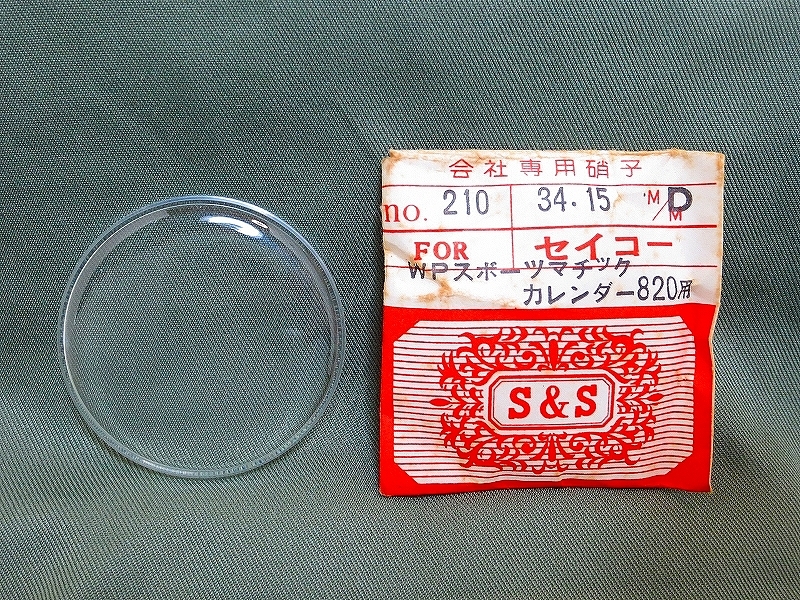 会社専用硝子
no. 210 34.15 M/M P
FOR セイコー
WPスポーツマチック
カレンダー820用
S&S